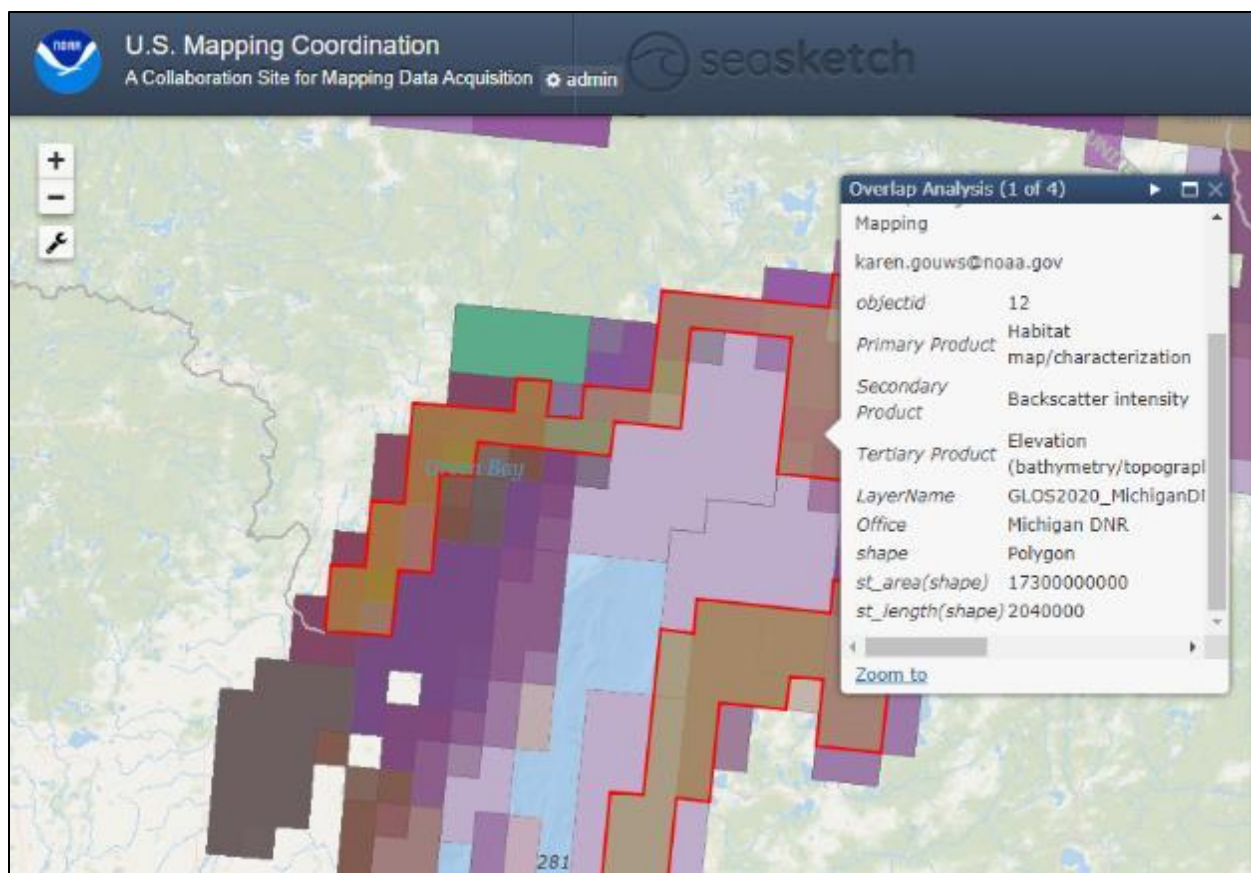 noaa
U.S. Mapping Coordination
A Collaboration Site for Mapping Data Acquisition admin
seasketch
+
−
Overlap Analysis (1 of 4)
Mapping
karen.gouws@noaa.gov
objectid 12
Primary Product Habitat
map/characterization
Secondary
Product Backscatter intensity
Tertiary Product Elevation
(bathymetry/topograpl
LayerName GLOS2020_MichiganDI
Office Michigan DNR
shape Polygon
st_area(shape) 17300000000
st_length(shape) 2040000
Zoom to
Green Bay
281